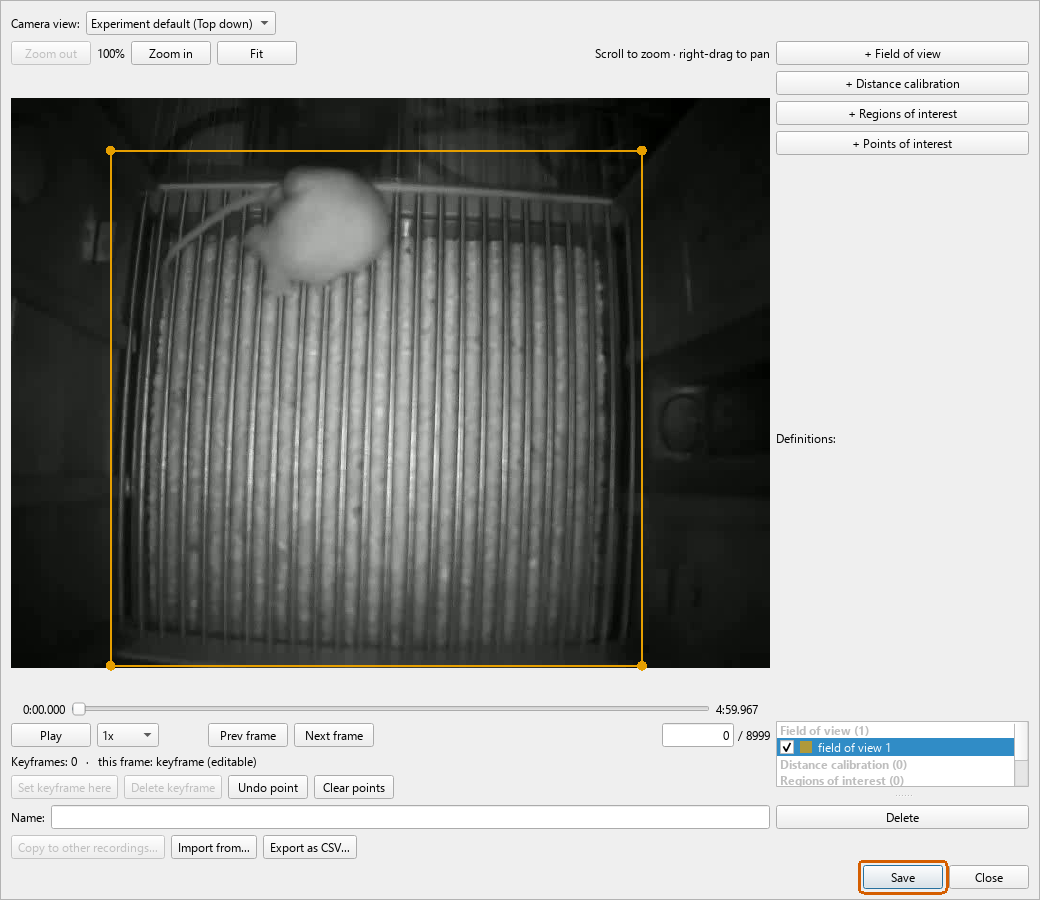 Camera view: Experiment default (Top down)
Zoom out 100% Zoom in Fit Scroll to zoom · right-drag to pan + Field of view
+ Distance calibration
+ Regions of interest
+ Points of interest
Definitions:
0:00.000 4:59.967
Play 1x Prev frame Next frame 0 / 8999
Field of view (1)
field of view 1
Distance calibration (0)
Regions of interest (0)
Keyframes: 0 · this frame: keyframe (editable)
Set keyframe here Delete keyframe Undo point Clear points
Name: Delete
Copy to other recordings... Import from... Export as CSV...
Save Close